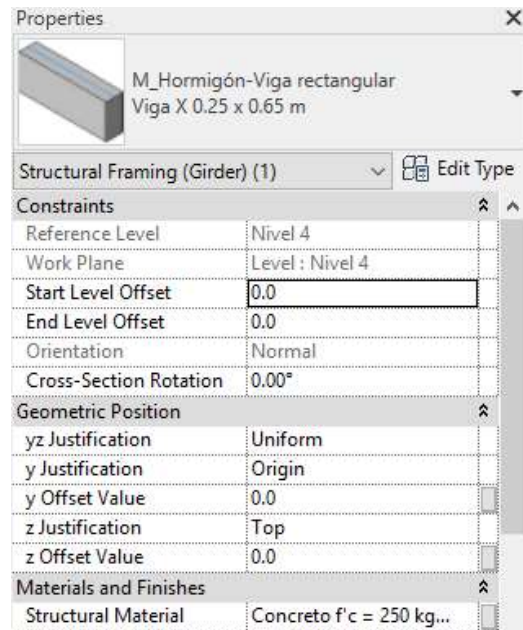 Properties
M_Hormigón-Viga rectangular
Viga X 0.25 x 0.65 m
Structural Framing (Girder) (1) Edit Type
Constraints
Reference Level Nivel 4
Work Plane Level : Nivel 4
Start Level Offset 0.0
End Level Offset 0.0
Orientation Normal
Cross-Section Rotation 0.00°
Geometric Position
yz Justification Uniform
y Justification Origin
y Offset Value 0.0
z Justification Top
z Offset Value 0.0
Materials and Finishes
Structural Material Concreto f'c = 250 kg...